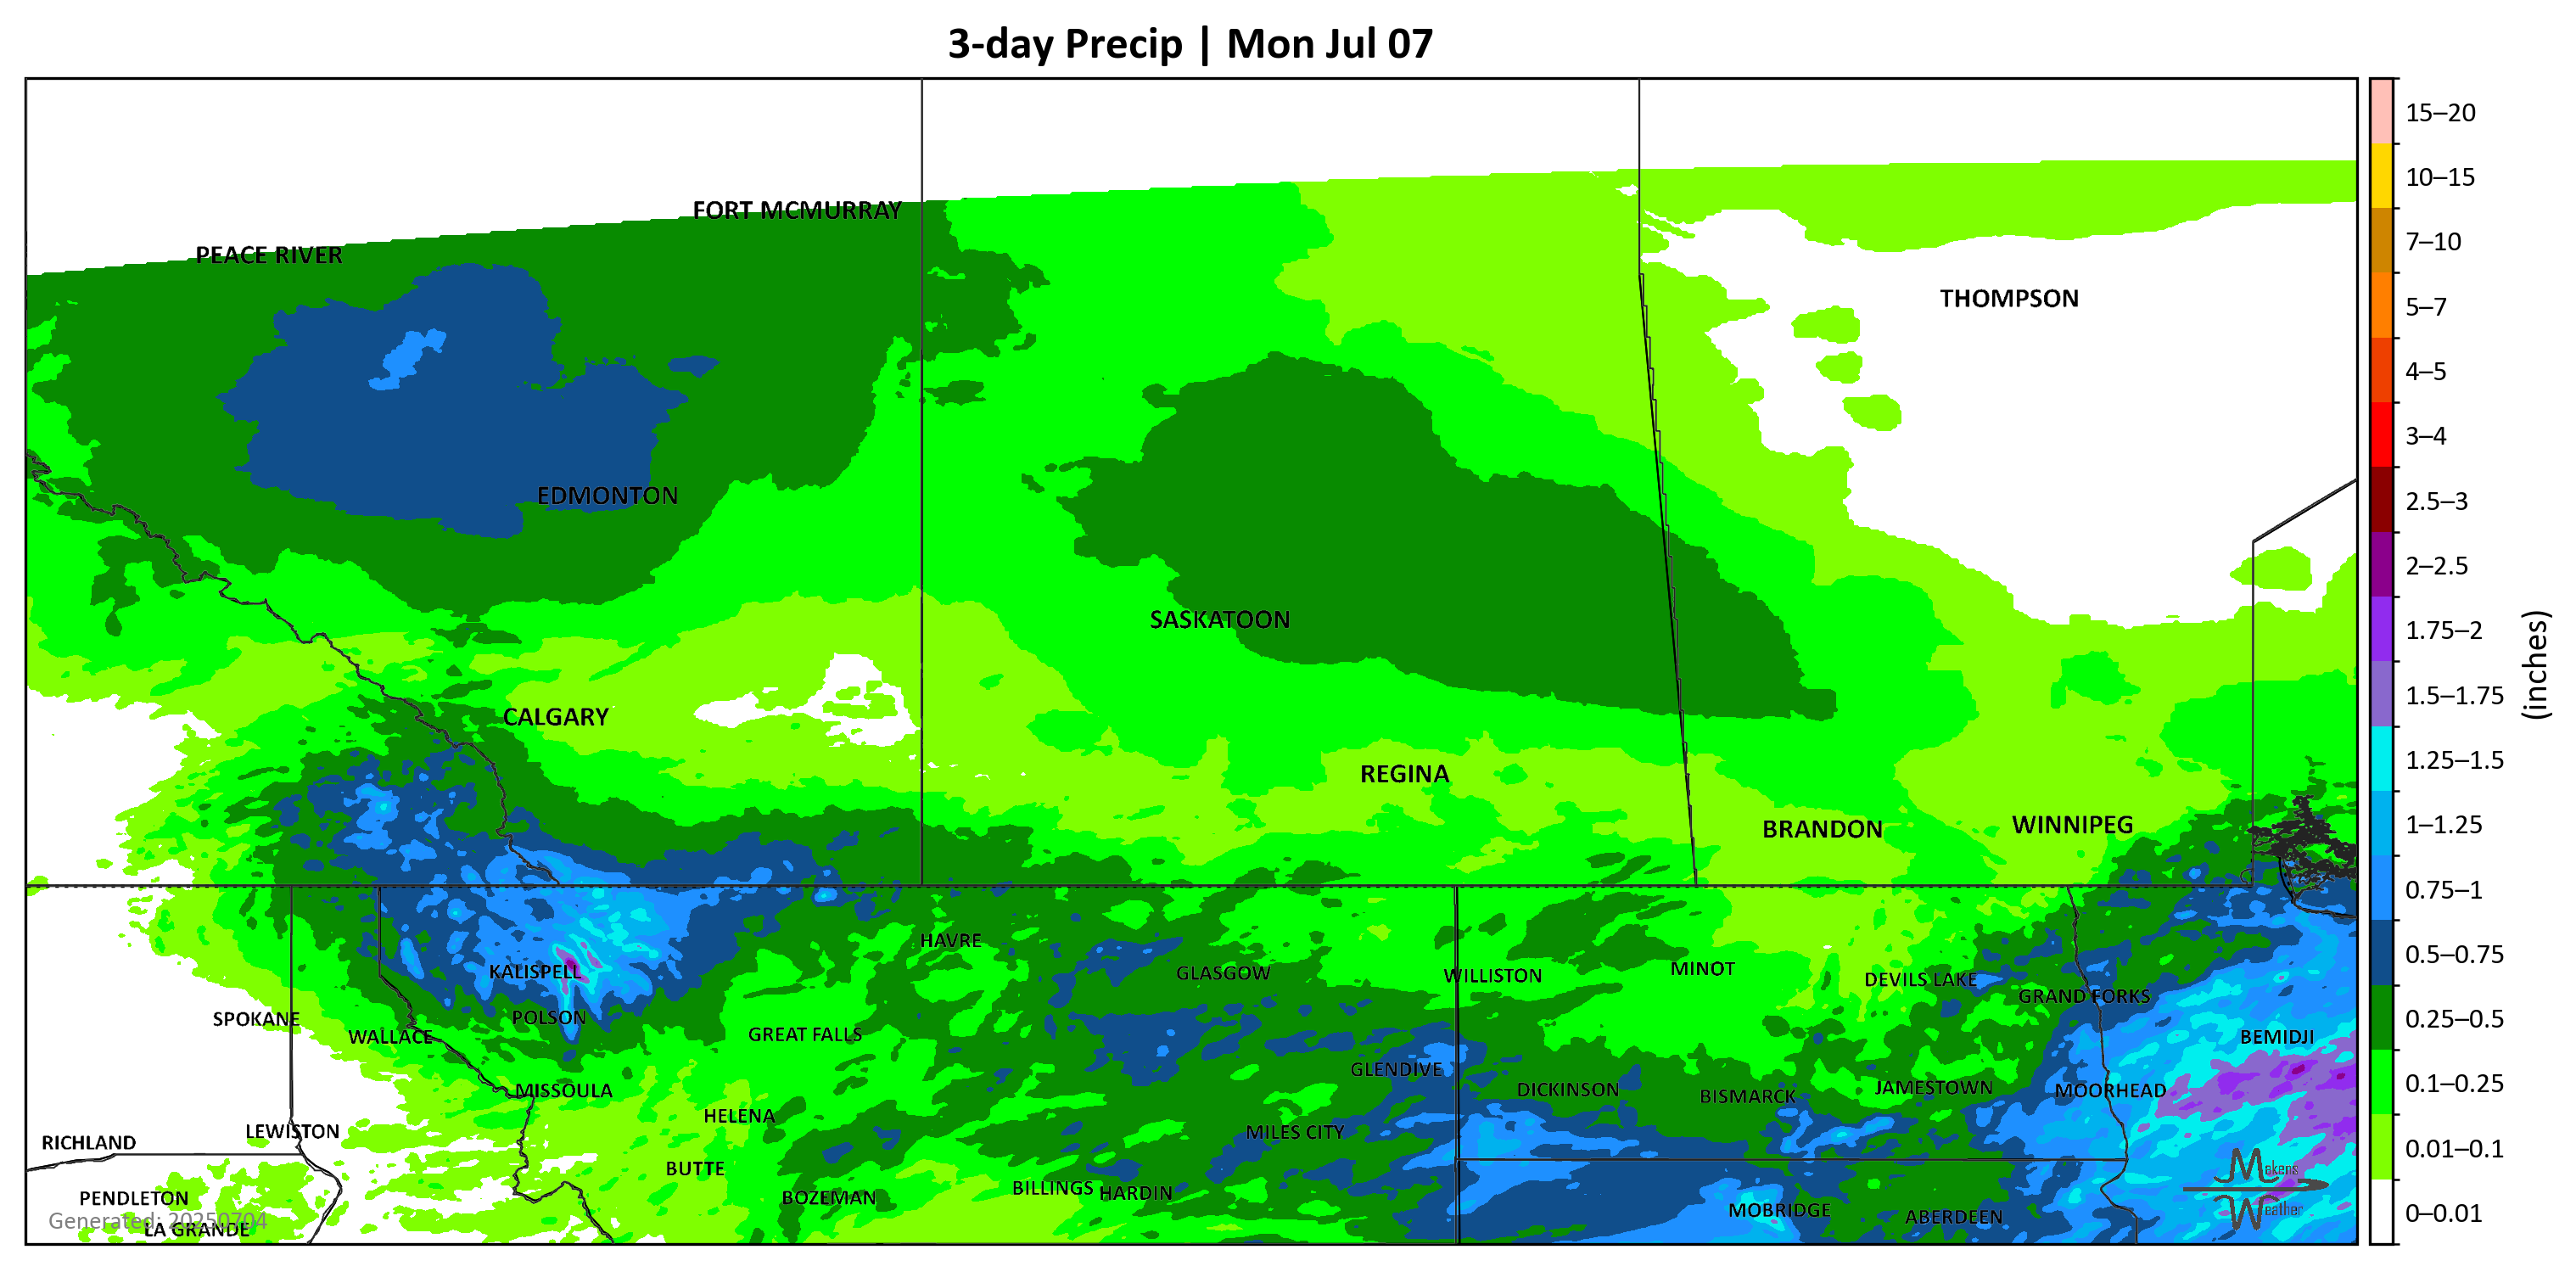 3-day Precip | Mon Jul 07
15–20
10–15
FORT MCMURRAY
7–10
PEACE RIVER
THOMPSON
5–7
4–5
3–4
EDMONTON
2.5–3
2–2.5
SASKATOON
1.75–2
(inches)
1.5–1.75
CALGARY
1.25–1.5
REGINA
BRANDON
WINNIPEG
1–1.25
0.75–1
HAVRE
0.5–0.75
KALISPELL
GLASGOW
WILLISTON
MINOT
DEVILS LAKE
GRAND FORKS
SPOKANE
POLSON
0.25–0.5
WALLACE
GREAT FALLS
BEMIDJI
GLENDIVE
0.1–0.25
MISSOULA
DICKINSON
BISMARCK
JAMESTOWN
MOORHEAD
HELENA
RICHLAND
LEWISTON
MILES CITY
0.01–0.1
BUTTE
Makens
Weather
PENDLETON
BOZEMAN
BILLINGS
HARDIN
MOBRIDGE
ABERDEEN
0–0.01
Generated: 20250704
LA GRANDE